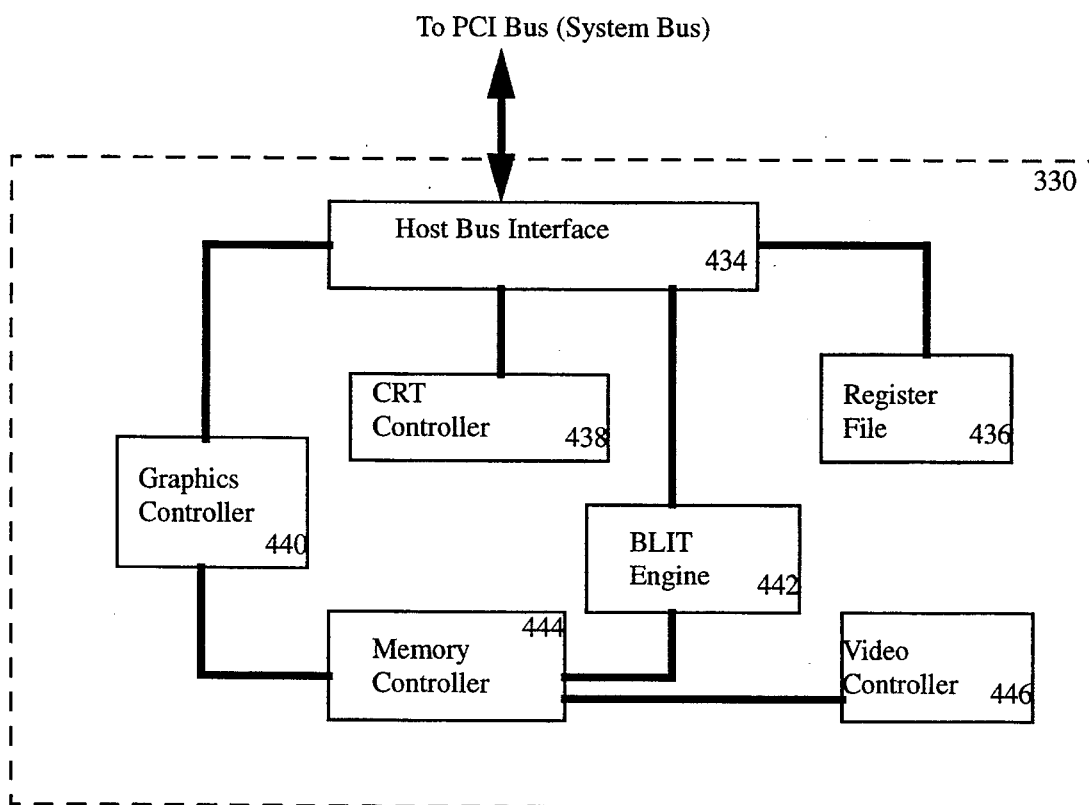 To PCI Bus (System Bus)
330
Host Bus Interface
434
CRT
Controller
438
Register
File
436
Graphics
Controller
440
BLIT
Engine
442
444
Memory
Controller
Video
Controller
446